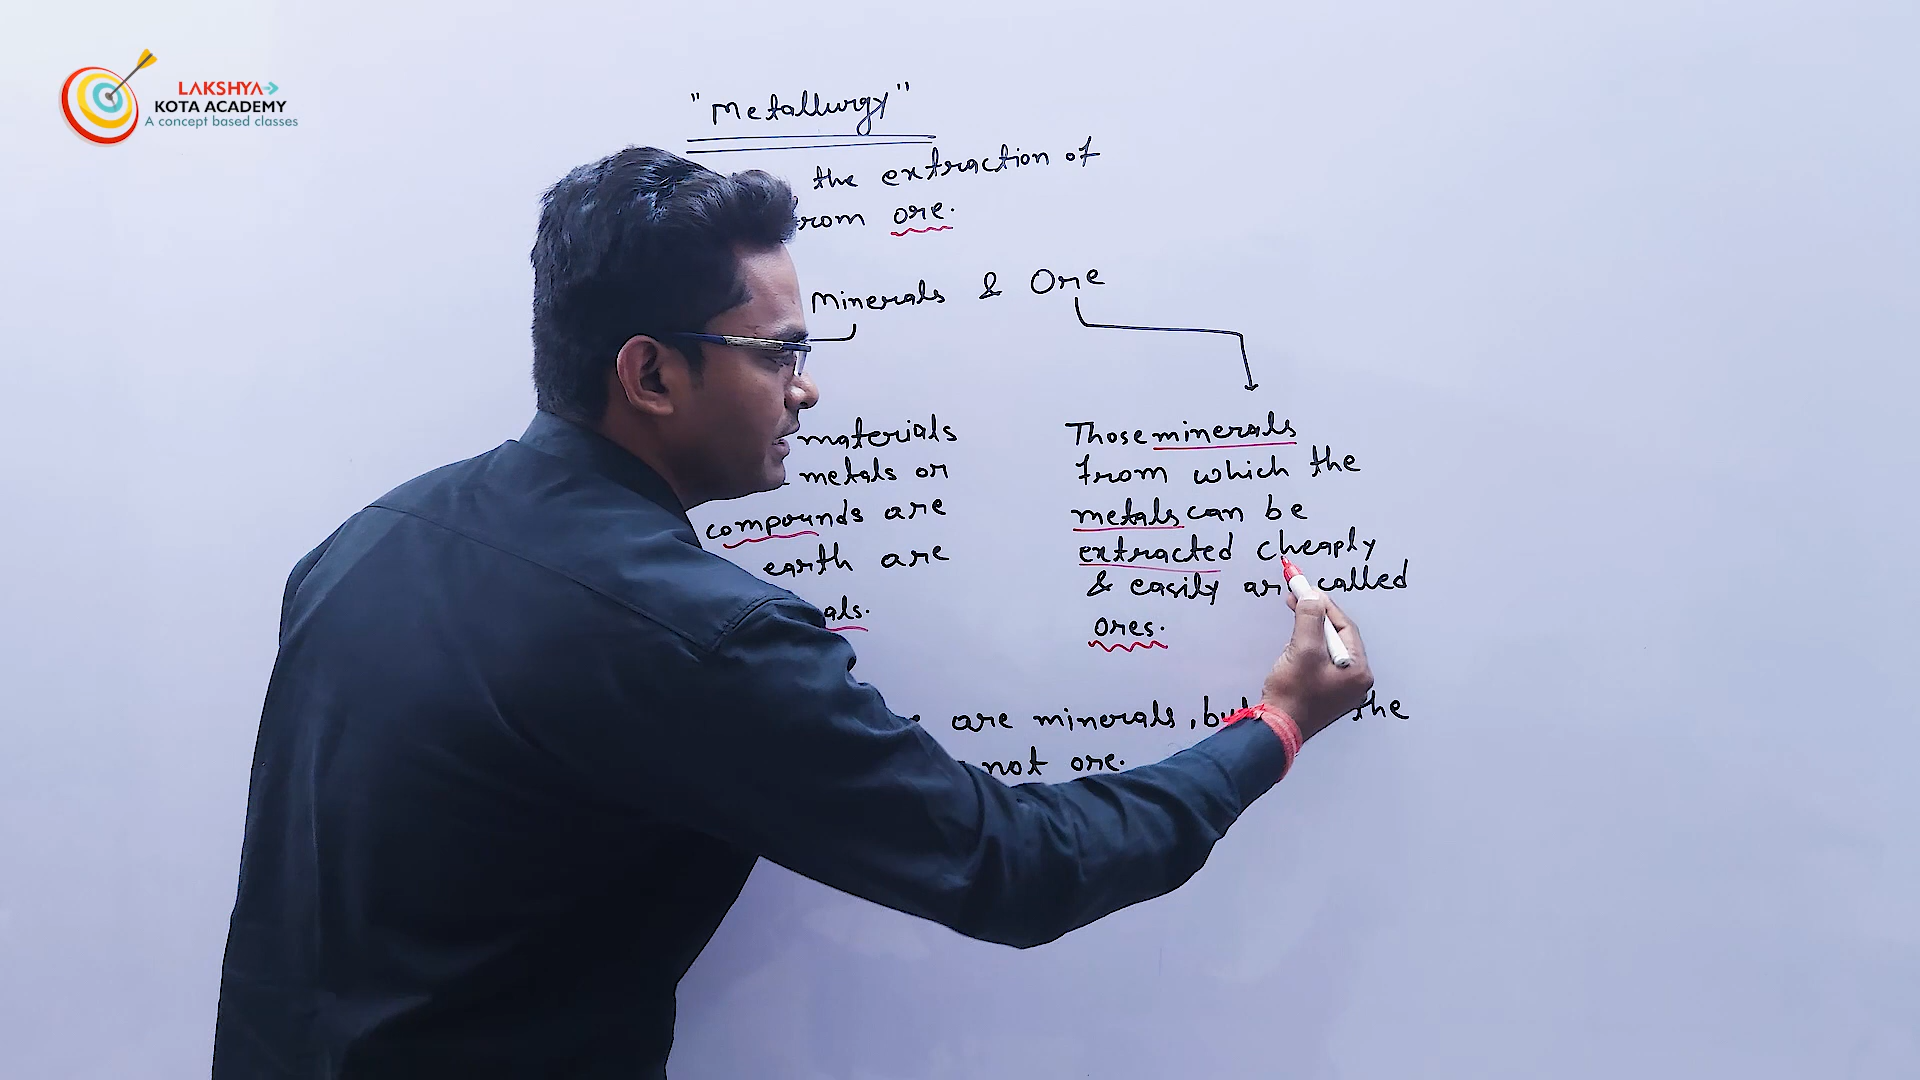 LAKSHYA
KOTA ACADEMY
A concept based classes
"Metallurgy"
the extraction of
from ore.
Minerals & Ore
materials
metals or
compounds are
earth are
als.
Those minerals
from which the
metals can be
extracted cheaply
& easily are called
ores.
are minerals, but the
not ore.